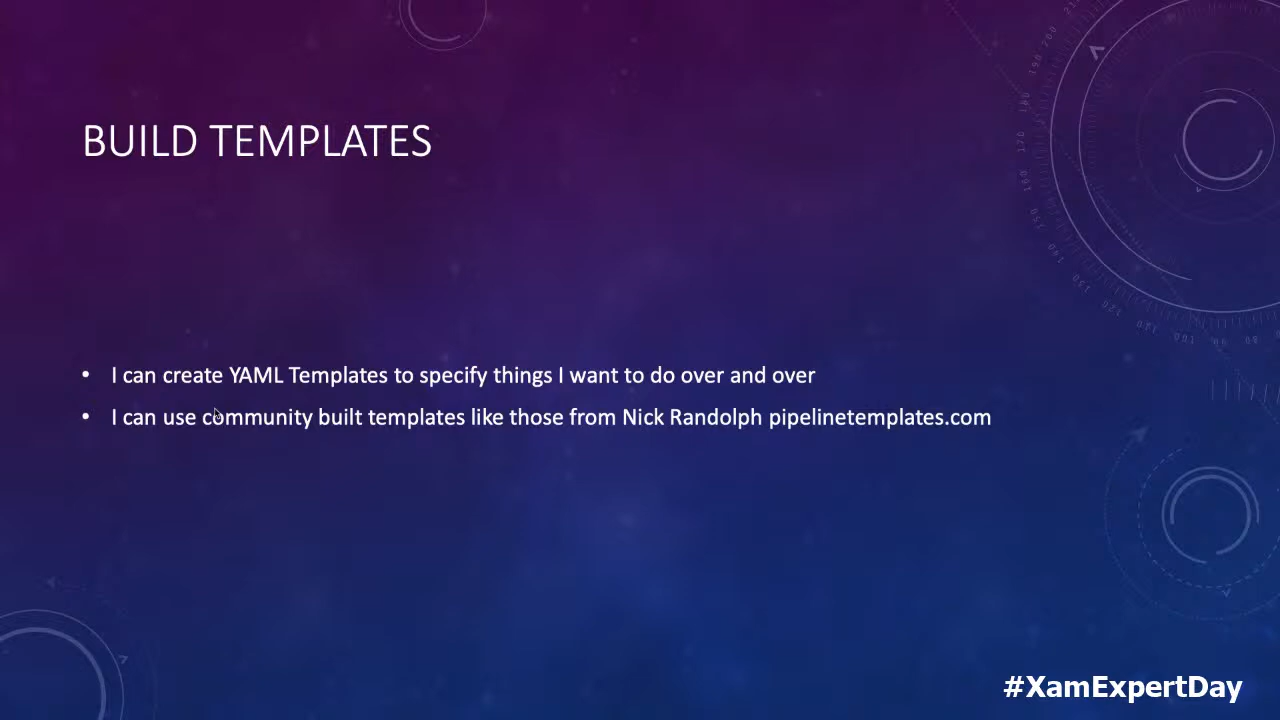 BUILD TEMPLATES
• I can create YAML Templates to specify things I want to do over and over
• I can use community built templates like those from Nick Randolph pipelinetemplates.com
#XamExpertDay